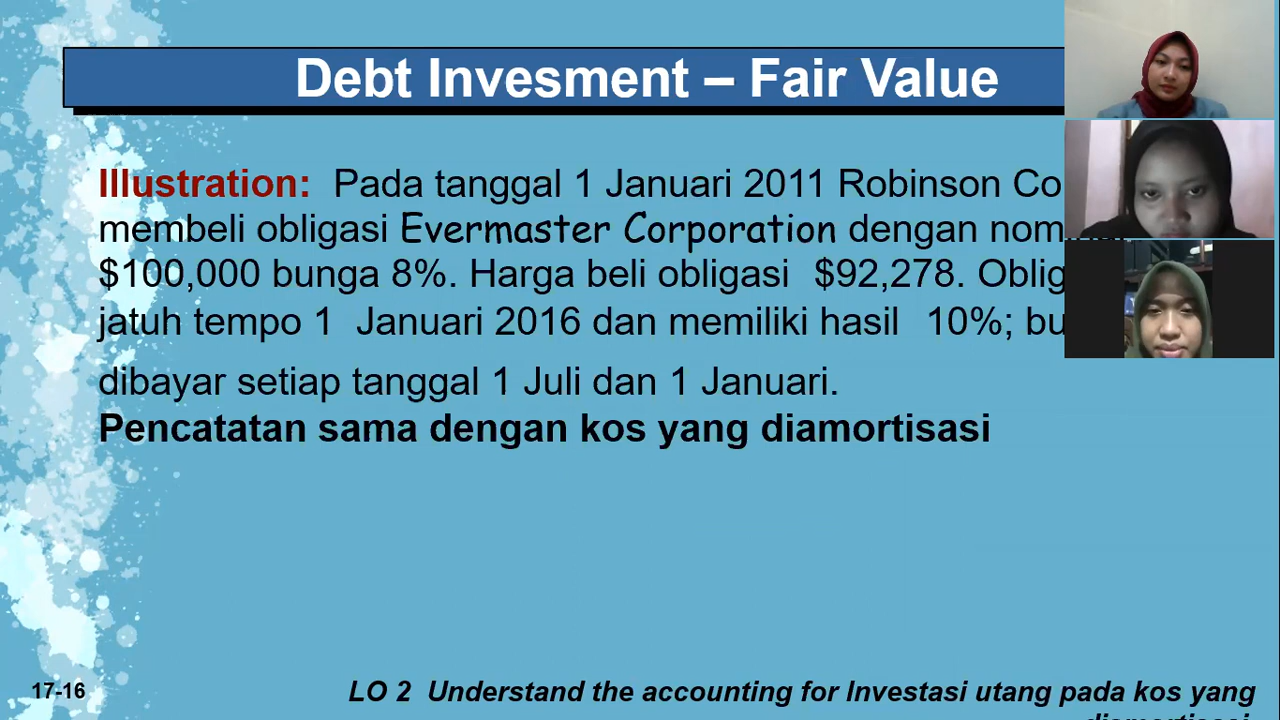 Debt Invesment – Fair Value
Illustration: Pada tanggal 1 Januari 2011 Robinson Co
membeli obligasi Evermaster Corporation dengan
$100,000 bunga 8%. Harga beli obligasi $92,278.
jatuh tempo 1 Januari 2016 dan memiliki hasil 10%;
dibayar setiap tanggal 1 Juli dan 1 Januari.
Pencatatan sama dengan kos yang diamortisasi
17-16
LO 2 Understand the accounting for Investasi utang pada kos yang